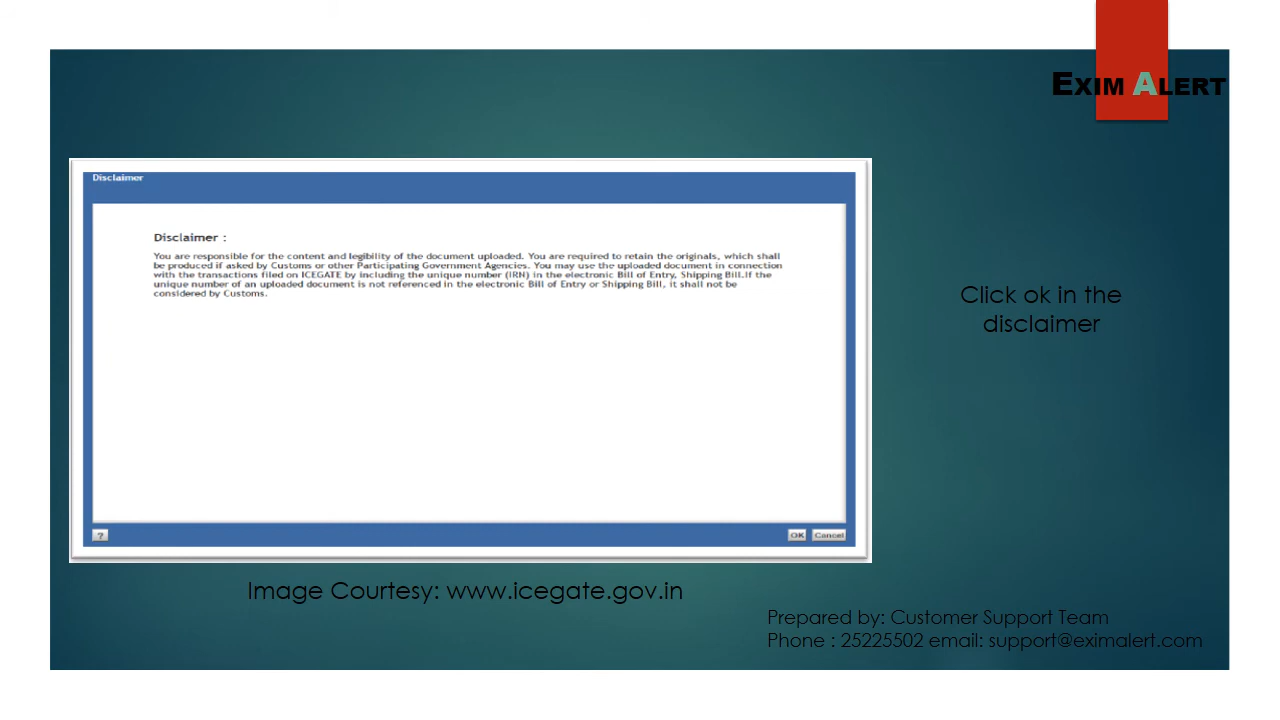 EXIM ALERT
Disclaimer
Disclaimer :
You are responsible for the content and legibility of the document uploaded. You are required to retain the originals, which shall
be produced if asked by Customs or other Participating Government Agencies. You may use the uploaded document in connection
with the transactions filed on ICEGATE by including the unique number (IRN) in the electronic Bill of Entry, Shipping Bill.If the
unique number of an uploaded document is not referenced in the electronic Bill of Entry or Shipping Bill, it shall not be
considered by Customs.
?
OK Cancel
Click ok in the
disclaimer
Image Courtesy: www.icegate.gov.in
Prepared by: Customer Support Team
Phone : 25225502 email: support@eximalert.com